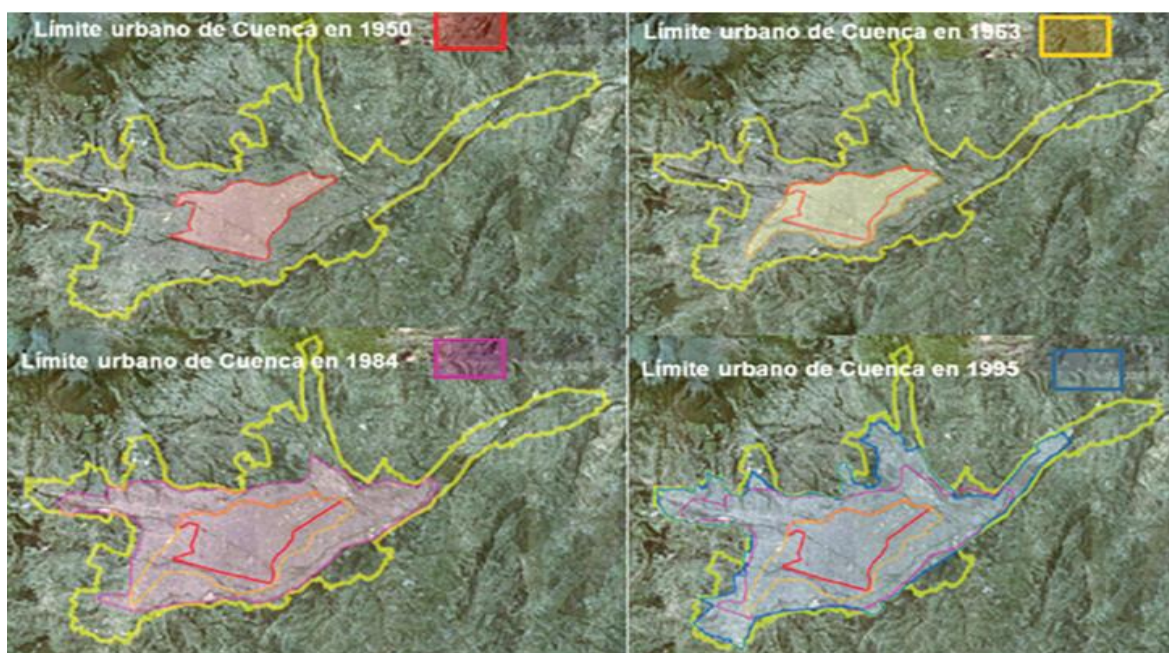 Límite urbano de Cuenca en 1950
Límite urbano de Cuenca en 1963
Límite urbano de Cuenca en 1984
Límite urbano de Cuenca en 1995